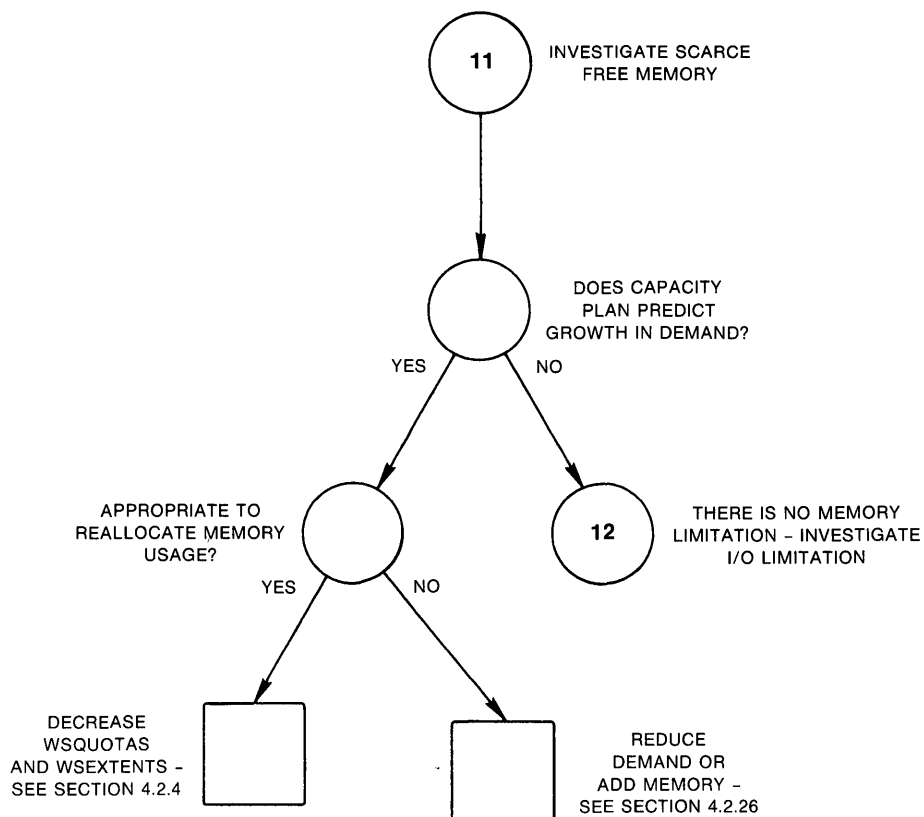 11
INVESTIGATE SCARCE
FREE MEMORY
DOES CAPACITY
PLAN PREDICT
GROWTH IN DEMAND?
YES
NO
APPROPRIATE TO
REALLOCATE MEMORY
USAGE?
12
THERE IS NO MEMORY
LIMITATION – INVESTIGATE
I/O LIMITATION
YES
NO
DECREASE
WSQUOTAS
AND WSEXTENTS –
SEE SECTION 4.2.4
REDUCE
DEMAND OR
ADD MEMORY –
SEE SECTION 4.2.26